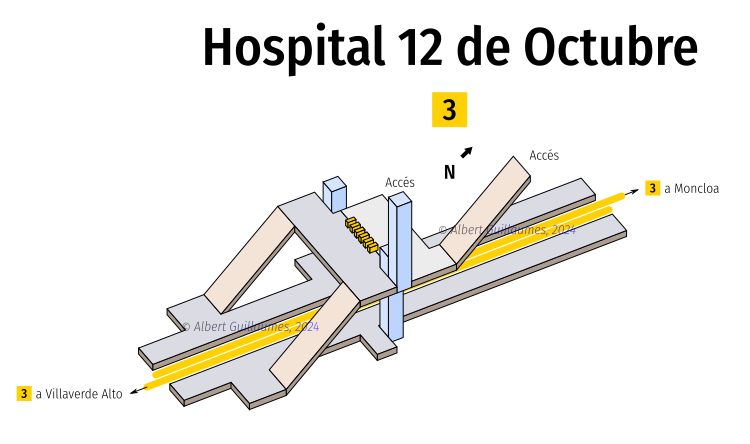 Hospital 12 de Octubre
3
Accés
N
Accés
3 a Moncloa
© Albert Guillaumes, 2024
© Albert Guillaumes, 2024
3 a Villaverde Alto